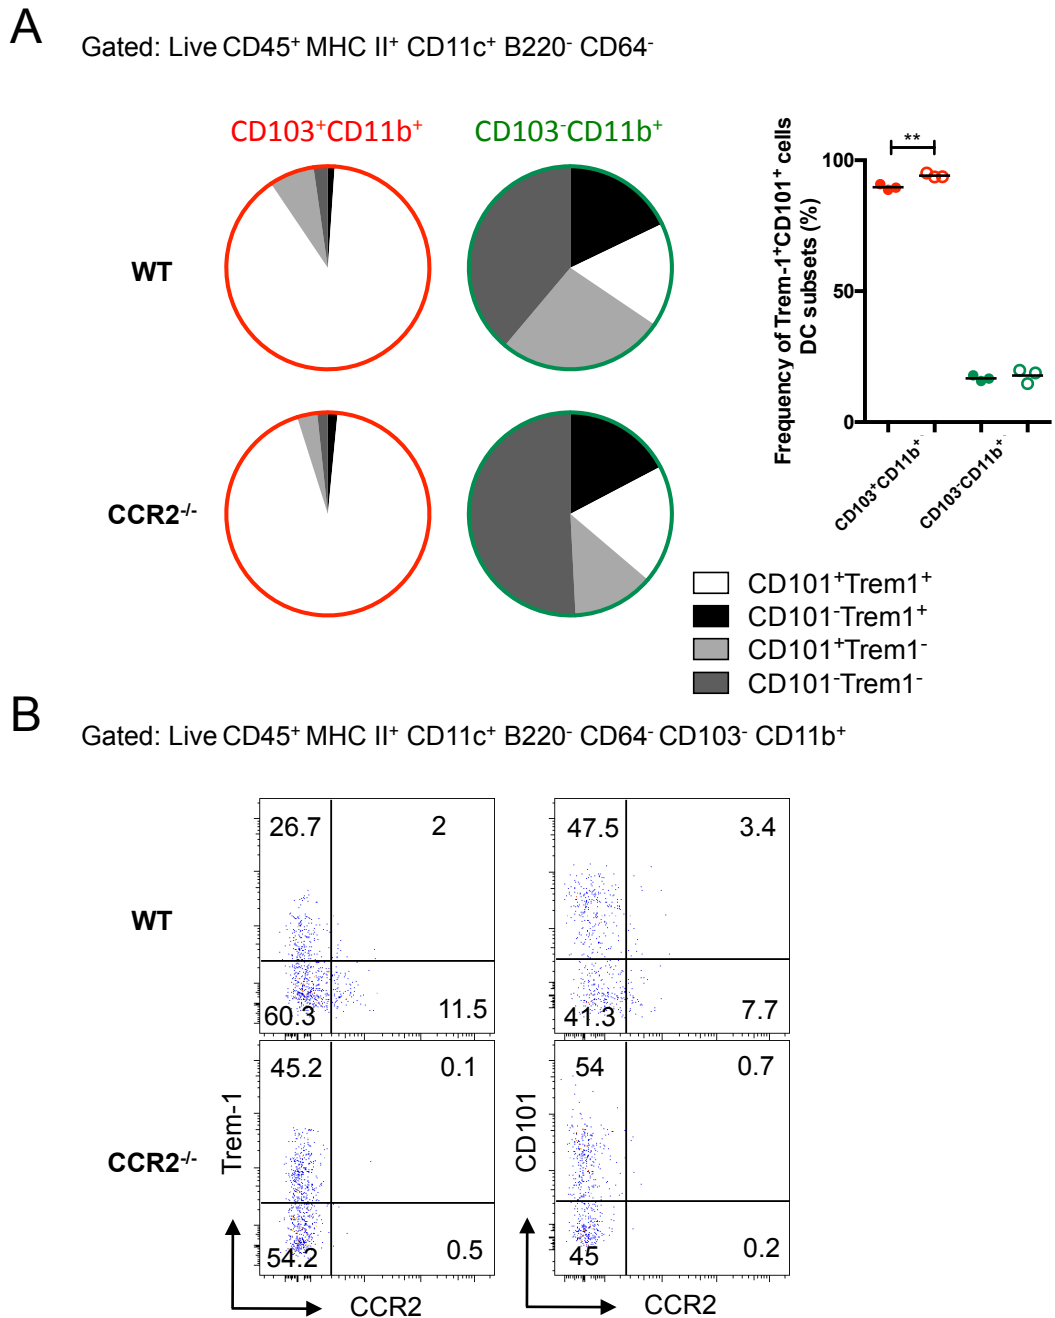 A
Gated: Live CD45⁺ MHC II⁺ CD11c⁺ B220⁻ CD64⁻
CD103⁺CD11b⁺
CD103⁻CD11b⁺
WT
CCR2⁻/⁻
Frequency of Trem-1⁺CD101⁺ cells
DC subsets (%)
**
100
50
0
CD103⁺CD11b⁺
CD103⁻CD11b⁺
CD101⁺Trem1⁺
CD101⁻Trem1⁺
CD101⁺Trem1⁻
CD101⁻Trem1⁻
B
Gated: Live CD45⁺ MHC II⁺ CD11c⁺ B220⁻ CD64⁻ CD103⁻ CD11b⁺
WT
26.7 2
60.3 11.5
47.5 3.4
41.3 7.7
CCR2⁻/⁻
45.2 0.1
54.2 0.5
54 0.7
45 0.2
Trem-1
CCR2
CD101
CCR2